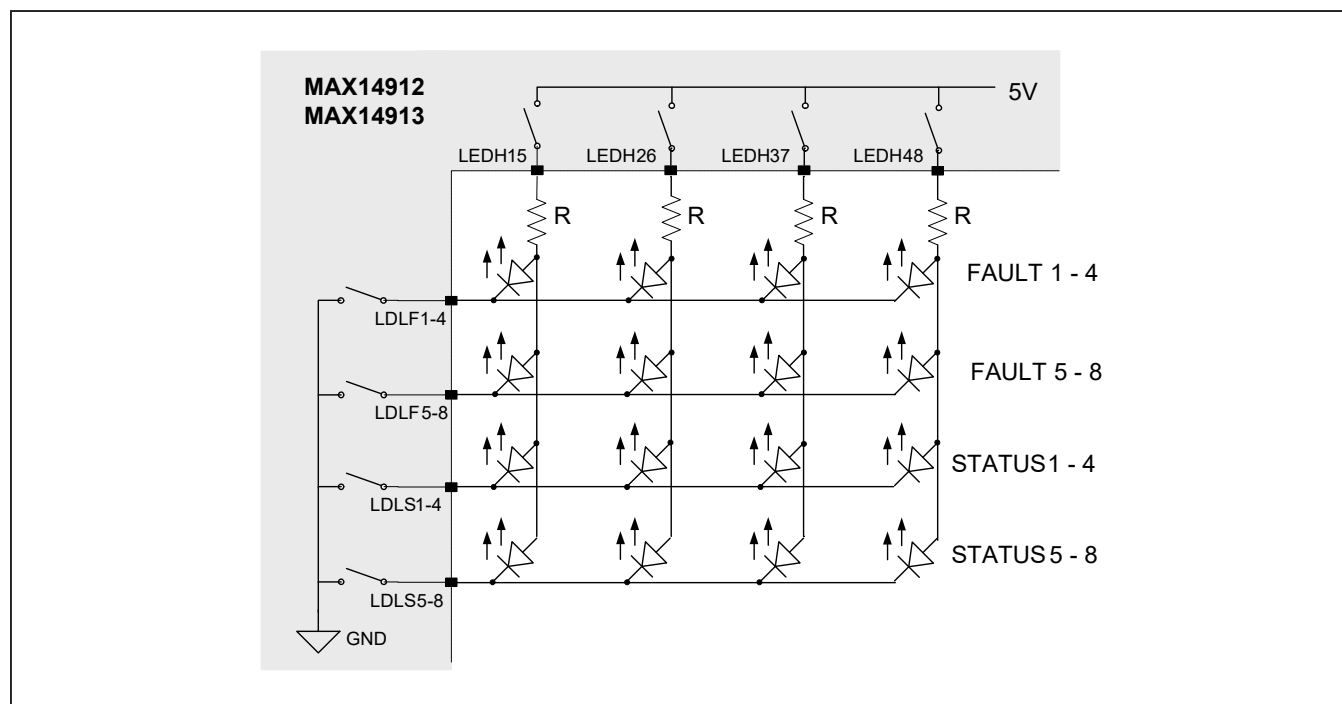 MAX14912
MAX14913
5V
LEDH15 LEDH26 LEDH37 LEDH48
R R R R
FAULT 1 - 4
LDLF1-4
FAULT 5 - 8
LDLF5-8
STATUS1 - 4
LDLS1-4
STATUS5 - 8
LDLS5-8
GND